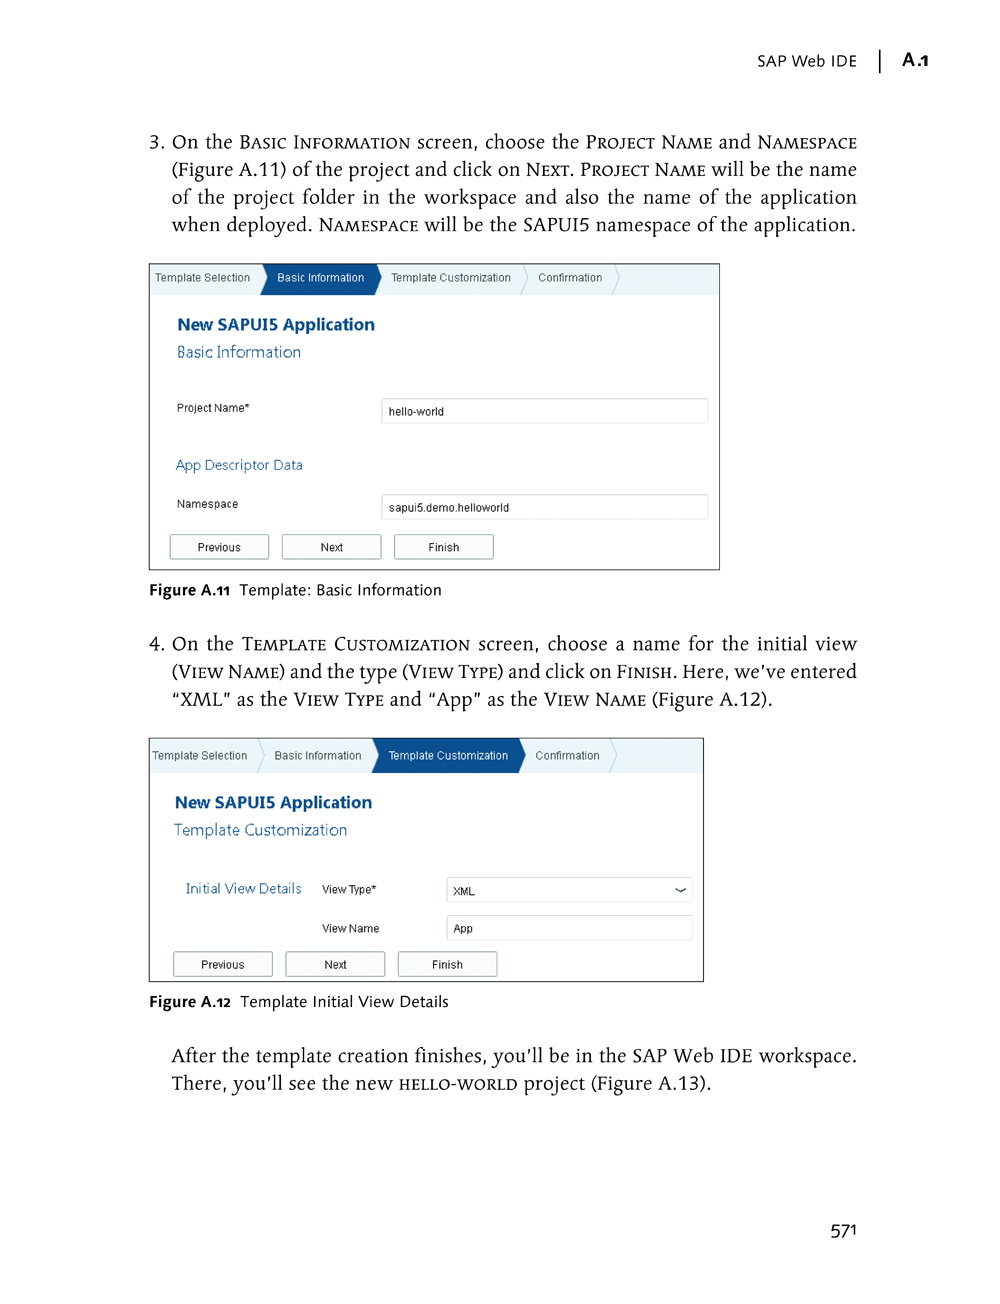 SAP Web IDE | A.1
3. On the Basic Information screen, choose the Project Name and Namespace
(Figure A.11) of the project and click on Next. Project Name will be the name
of the project folder in the workspace and also the name of the application
when deployed. Namespace will be the SAPUI5 namespace of the application.
Template Selection Basic Information Template Customization Confirmation
New SAPUI5 Application
Basic Information
Project Name* hello-world
App Descriptor Data
Namespace sapui5.demo.helloworld
Previous Next Finish
Figure A.11 Template: Basic Information
4. On the Template Customization screen, choose a name for the initial view
(View Name) and the type (View Type) and click on Finish. Here, we’ve entered
“XML” as the View Type and “App” as the View Name (Figure A.12).
Template Selection Basic Information Template Customization Confirmation
New SAPUI5 Application
Template Customization
Initial View Details View Type* XML
View Name App
Previous Next Finish
Figure A.12 Template Initial View Details
After the template creation finishes, you’ll be in the SAP Web IDE workspace.
There, you’ll see the new hello-world project (Figure A.13).
571